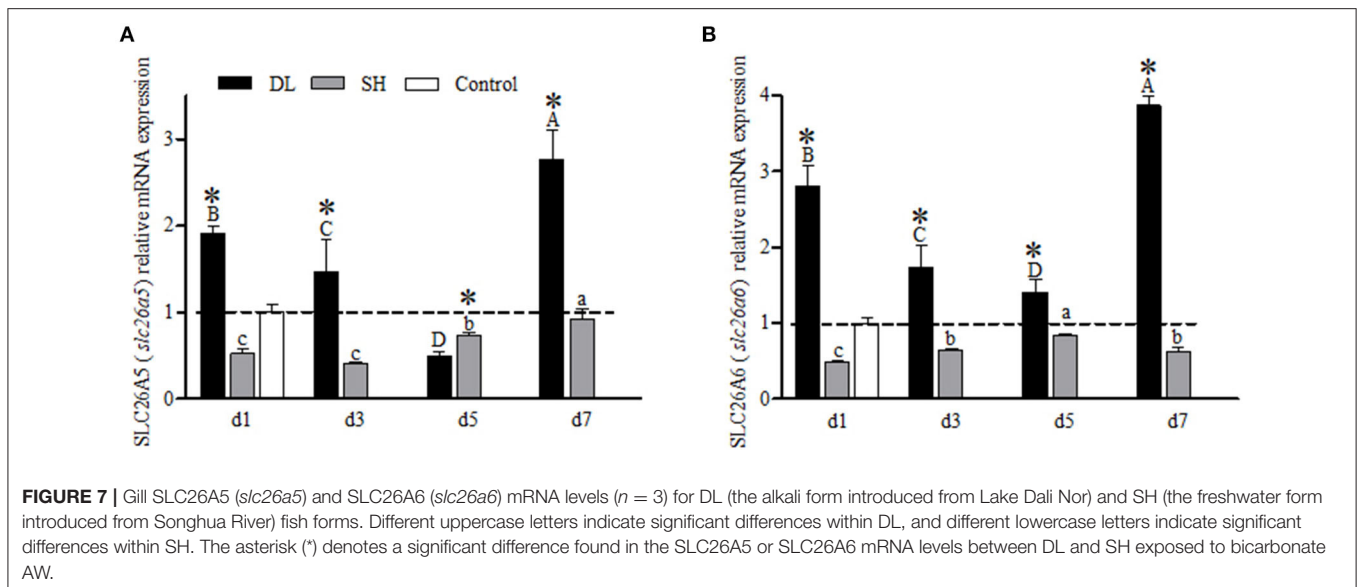 A
DL SH Control
SLC26A5 (slc26a5) relative mRNA expression
3
2
1
0
* B
c
* C
c
D
* b
* A
a
d1 d3 d5 d7
B
SLC26A6 (slc26a6) relative mRNA expression
4
3
2
1
0
* B
c
* C
b
* D
a
* A
b
d1 d3 d5 d7
FIGURE 7 | Gill SLC26A5 (slc26a5) and SLC26A6 (slc26a6) mRNA levels (n = 3) for DL (the alkali form introduced from Lake Dali Nor) and SH (the freshwater form
introduced from Songhua River) fish forms. Different uppercase letters indicate significant differences within DL, and different lowercase letters indicate significant
differences within SH. The asterisk (*) denotes a significant difference found in the SLC26A5 or SLC26A6 mRNA levels between DL and SH exposed to bicarbonate
AW.